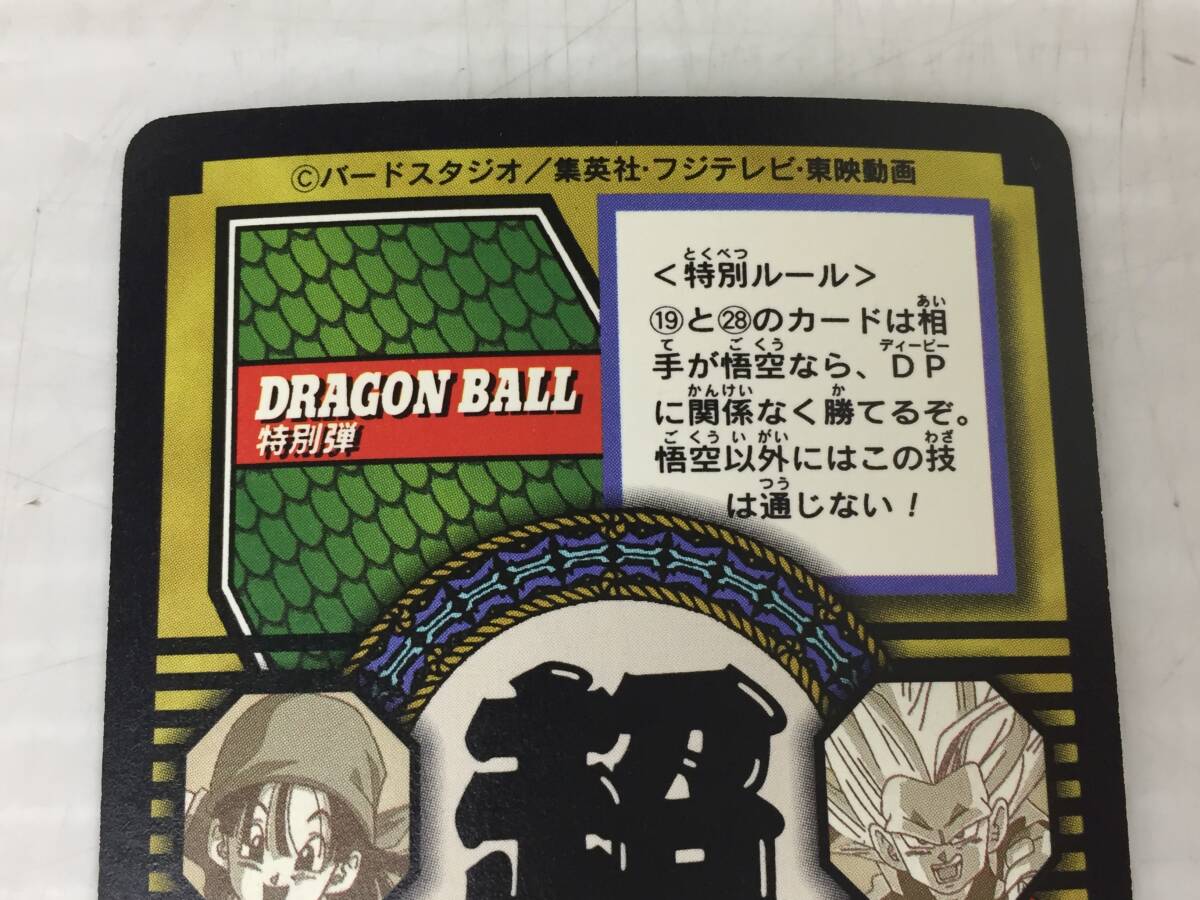 ©バードスタジオ／集英社・フジテレビ・東映動画
DRAGON BALL
特別弾
とくべつ
＜特別ルール＞
あい
⑲と㉘のカードは相
て ごくう ディーピー
手が悟空なら、DP
かんけい か
に関係なく勝てるぞ。
ごくういがい わざ
悟空以外にはこの技
つう
は通じない！